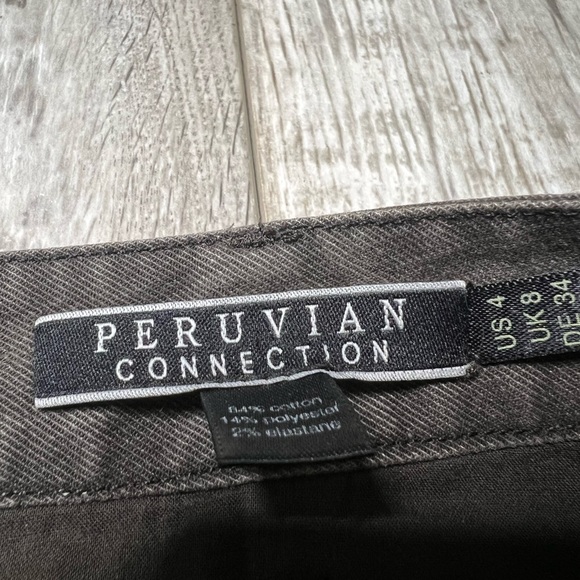 PERUVIAN
CONNECTION
84% cotton
14% polyester
2% elastane
US 4
UK 8
DE 34